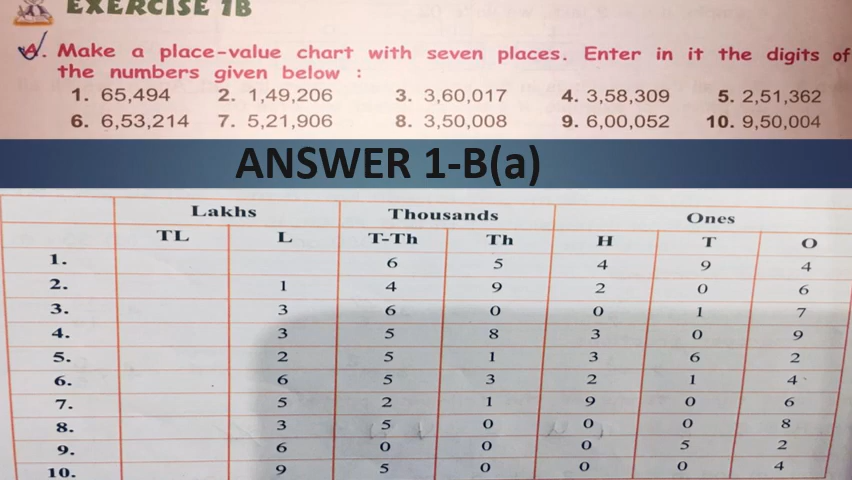 EXERCISE 1B
A. Make a place-value chart with seven places. Enter in it the digits of
the numbers given below :
1. 65,494 2. 1,49,206 3. 3,60,017 4. 3,58,309 5. 2,51,362
6. 6,53,214 7. 5,21,906 8. 3,50,008 9. 6,00,052 10. 9,50,004
ANSWER 1-B(a)
Lakhs Thousands Ones
TL L T-Th Th H T O
1. 6 5 4 9 4
2. 1 4 9 2 0 6
3. 3 6 0 0 1 7
4. 3 5 8 3 0 9
5. 2 5 1 3 6 2
6. 6 5 3 2 1 4
7. 5 2 1 9 0 6
8. 3 5 0 0 0 8
9. 6 0 0 0 5 2
10. 9 5 0 0 0 4